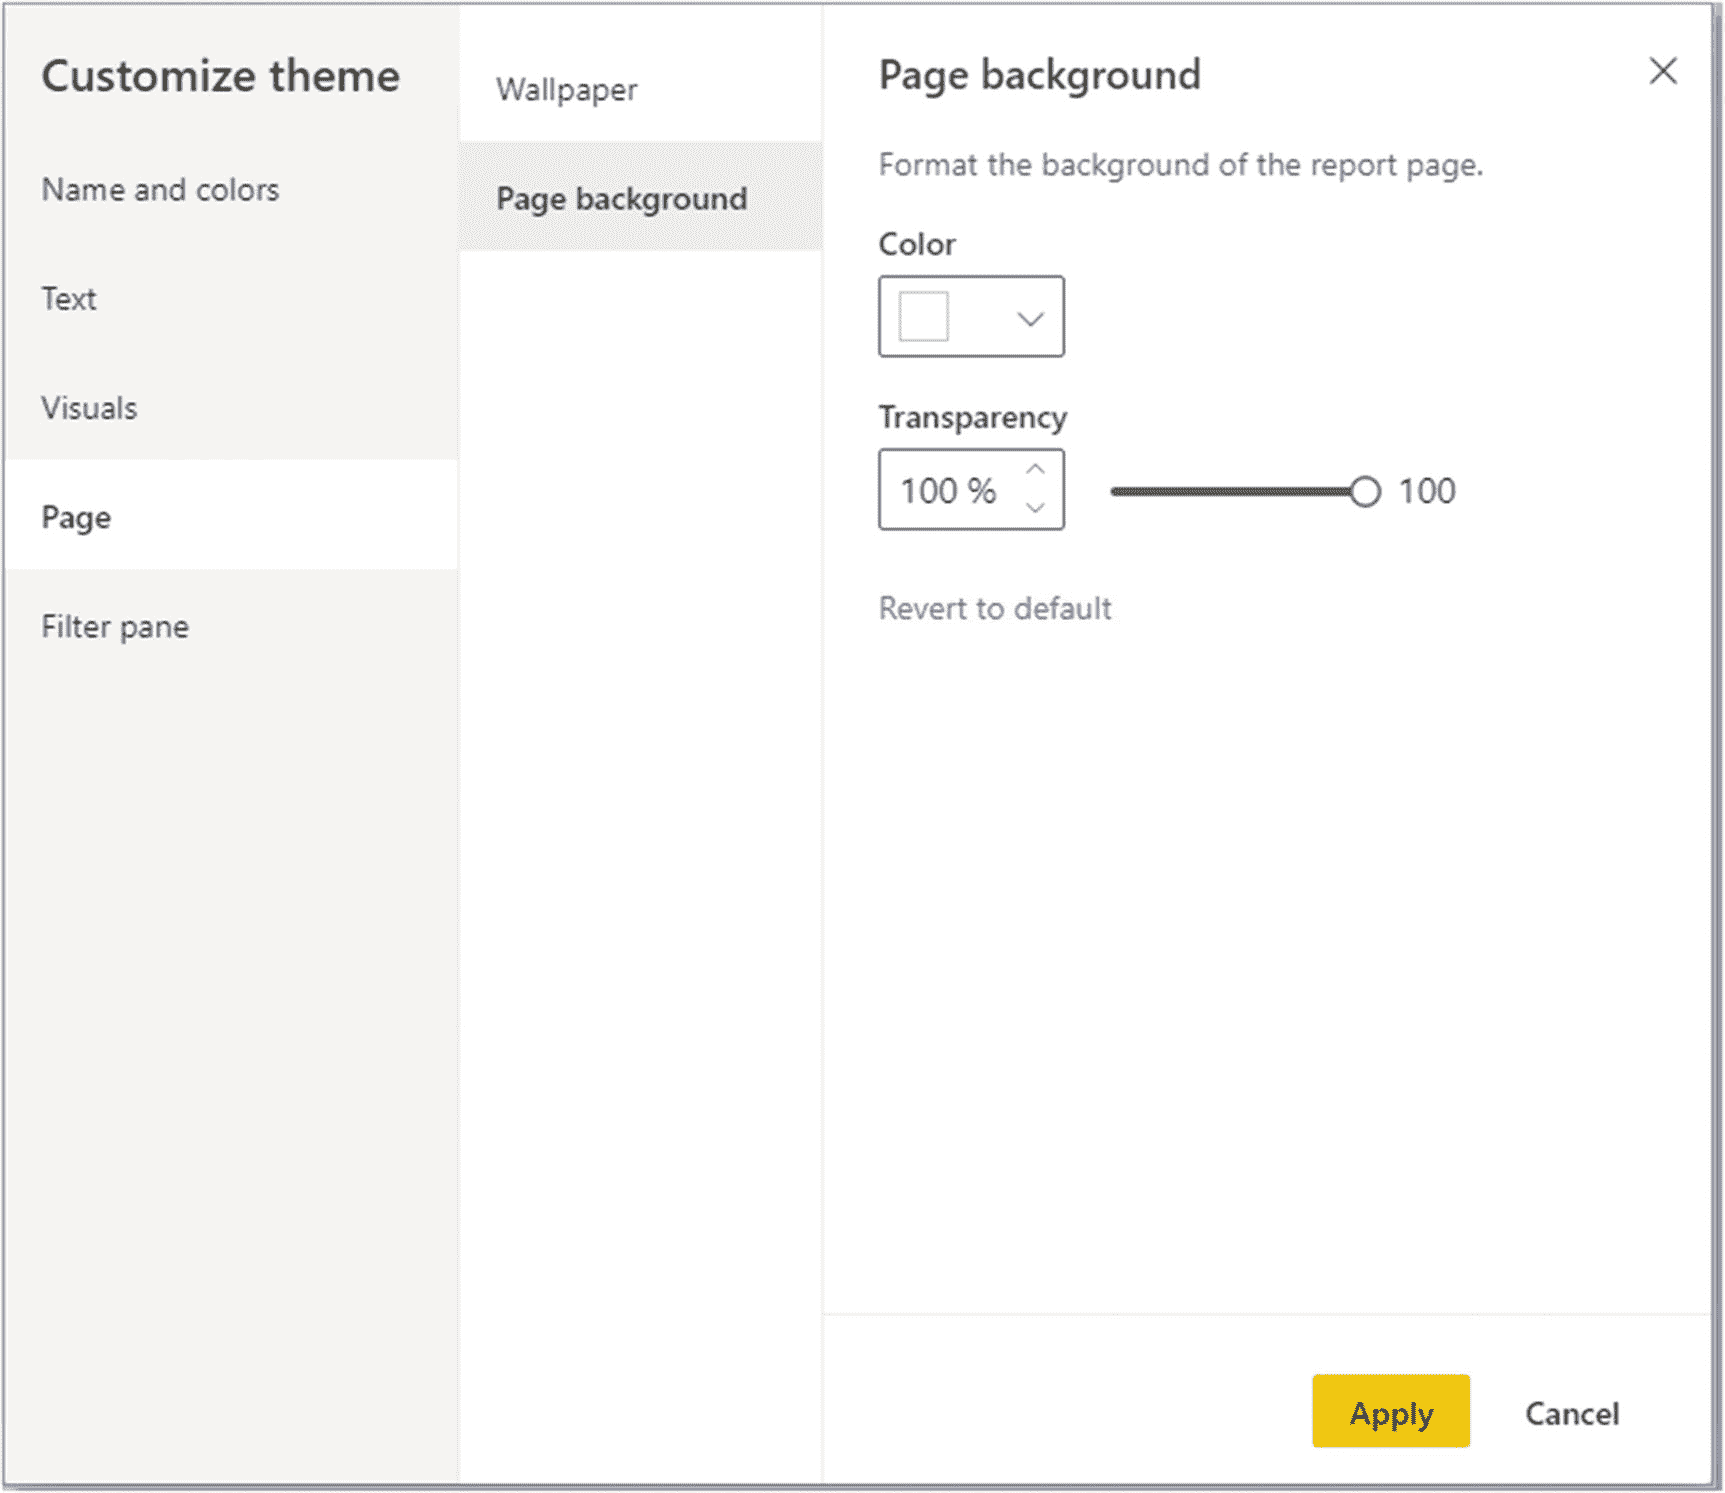 Customize theme
Name and colors
Text
Visuals
Page
Filter pane
Wallpaper
Page background
Page background
Format the background of the report page.
Color
Transparency
100 %
100
Revert to default
Apply
Cancel